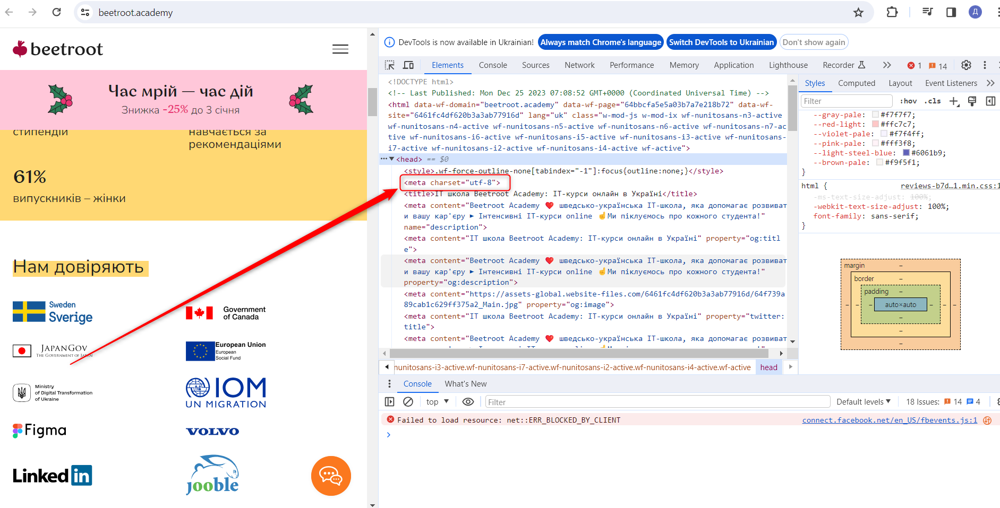 beetroot.academy
Д
beetroot
Час мрій — час дій
Знижка -25% до 3 січня
стипендій
навчається за
рекомендаціями
61%
випускників – жінки
Нам довіряють
Sweden
Sverige
Government
of Canada
JAPANGOV
THE GOVERNMENT OF JAPAN
European Union
European
Social Fund
Ministry
of Digital Transformation
of Ukraine
IOM
UN MIGRATION
Figma
VOLVO
Linked in
jooble
DevTools is now available in Ukrainian! Always match Chrome's language Switch DevTools to Ukrainian Don't show again
Elements Console Sources Network Performance Memory Application Lighthouse Recorder 1 14
<!DOCTYPE html>
<!-- Last Published: Mon Dec 25 2023 07:08:52 GMT+0000 (Coordinated Universal Time) -->
<html data-wf-domain="beetroot.academy" data-wf-page="64bbcfa5e5a03b7a7e218b72" data-wf-
site="6461fc4df620b3a3ab77916d" lang="uk" class="w-mod-js w-mod-ix wf-nunitosans-n3-active
wf-nunitosans-n4-active wf-nunitosans-n5-active wf-nunitosans-n6-active wf-nunitosans-n7-ac
tive wf-nunitosans-i6-active wf-nunitosans-i5-active wf-nunitosans-i3-active wf-nunitosans-
i7-active wf-nunitosans-i2-active wf-nunitosans-i4-active wf-active">
<head> == $0
<style>.wf-force-outline-none[tabindex="-1"]:focus{outline:none;}</style>
<meta charset="utf-8">
<title>IT школа Beetroot Academy: IT-курси онлайн в Україні</title>
<meta content="Beetroot Academy ❤️ шведсько-українська IT-школа, яка допомагає розвиват
и вашу кар'єру ► Інтенсивні IT-курси online ☝Ми піклуємось про кожного студента!"
name="description">
<meta content="IT школа Beetroot Academy: IT-курси онлайн в Україні" property="og:titl
e">
<meta content="Beetroot Academy ❤️ шведсько-українська IT-школа, яка допомагає розвиват
и вашу кар'єру ► Інтенсивні IT-курси online ☝Ми піклуємось про кожного студента!"
property="og:description">
<meta content="https://assets-global.website-files.com/6461fc4df620b3a3ab77916d/64f739a
89cab1c629ff375a2_Main.jpg" property="og:image">
<meta content="IT школа Beetroot Academy: IT-курси онлайн в Україні" property="twitter:
title">
<meta content="Beetroot Academy ❤️ шведсько-українська IT-школа, яка допомагає розвиват
nunitosans-i3-active.wf-nunitosans-i7-active.wf-nunitosans-i2-active.wf-nunitosans-i4-active.wf-active head
Styles Computed Layout Event Listeners
Filter :hov .cls
--gray-pale: #f7f7f7;
--red-light: #ffc7c7;
--violet-pale: #f7f4ff;
--pink-pale: #fff3f8;
--light-steel-blue: #6061b9;
--brown-pale: #f9f5f1;
}
html { reviews-b7d…1.min.css:1
-ms-text-size-adjust: 100%;
-webkit-text-size-adjust: 100%;
font-family: sans-serif;
}
margin –
border –
padding –
– – – auto×auto – – –
–
–
–
Console What's New
top Filter Default levels 18 Issues: 14 4
Failed to load resource: net::ERR_BLOCKED_BY_CLIENT connect.facebook.net/en_US/fbevents.js:1